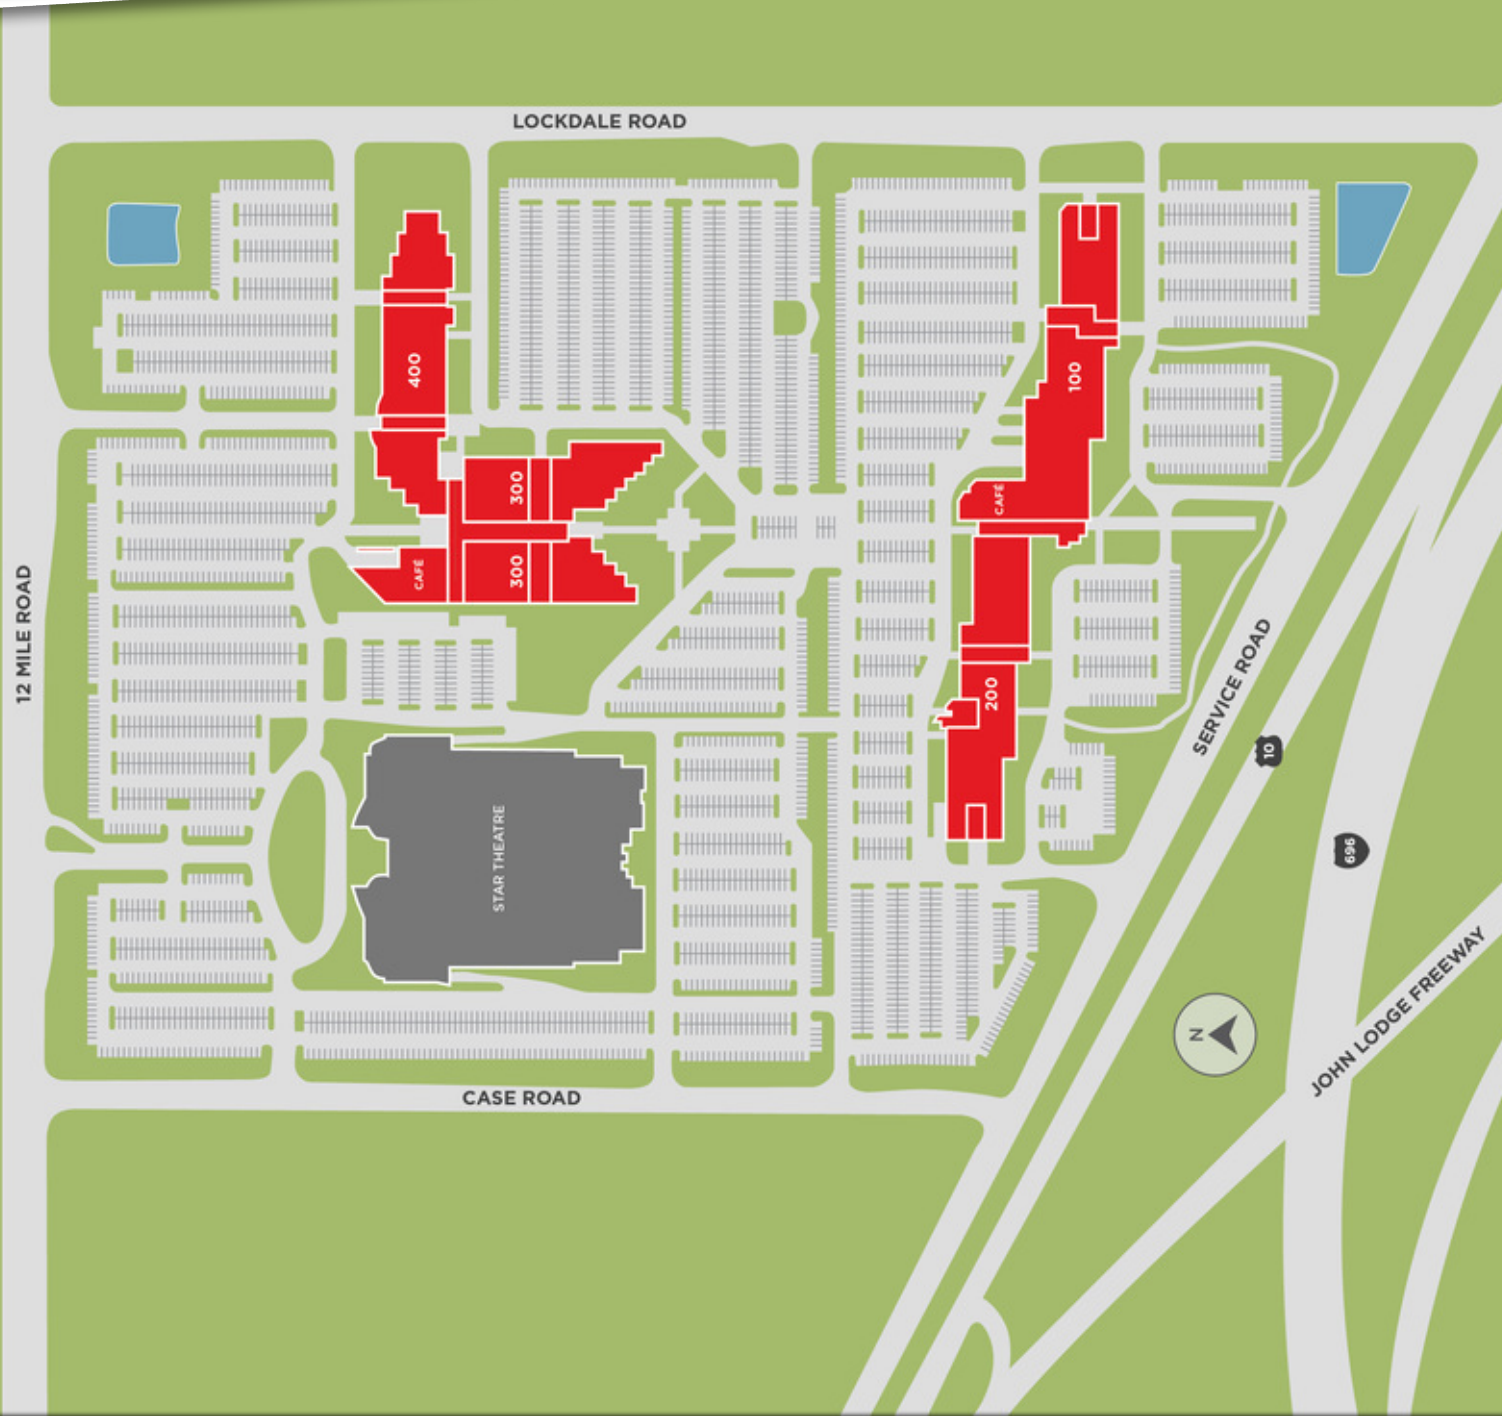 LOCKDALE ROAD
400
100
300
CAFÉ
300
CAFÉ
12 MILE ROAD
200
SERVICE ROAD
10
STAR THEATRE
696
JOHN LODGE FREEWAY
N
CASE ROAD